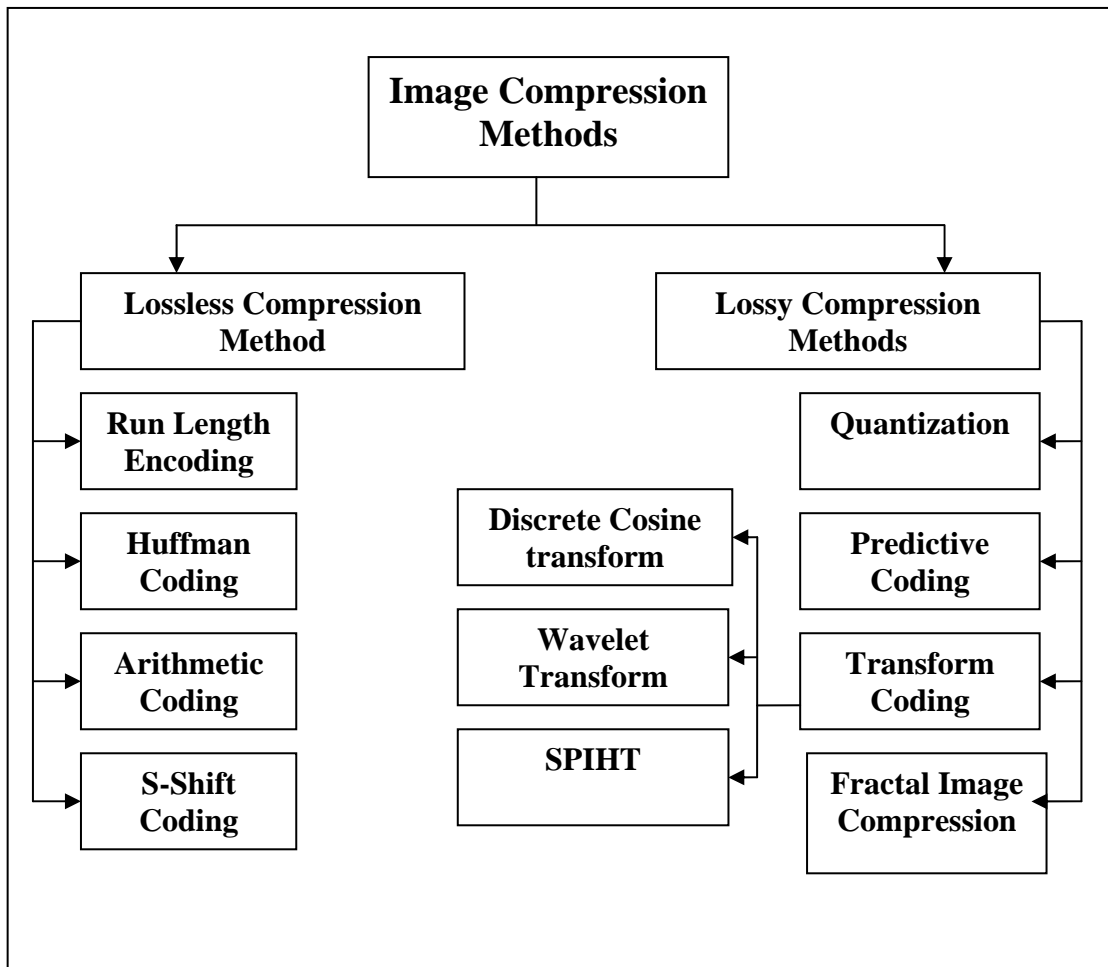 Image Compression
Methods
Lossless Compression
Method
Lossy Compression
Methods
Run Length
Encoding
Quantization
Discrete Cosine
transform
Huffman
Coding
Predictive
Coding
Wavelet
Transform
Arithmetic
Coding
Transform
Coding
SPIHT
S-Shift
Coding
Fractal Image
Compression